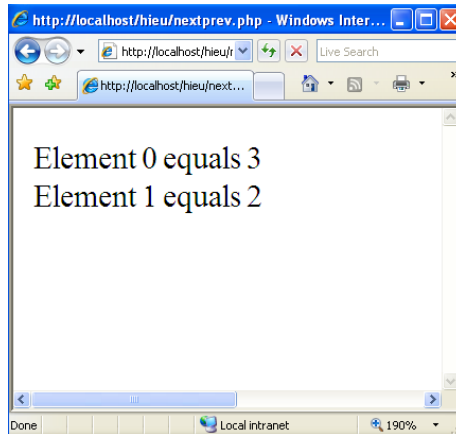 http://localhost/hieu/nextprev.php - Windows Inter...
http://localhost/hieu/r
Live Search
http://localhost/hieu/next...
»
Element 0 equals 3
Element 1 equals 2
Done
Local intranet
190%